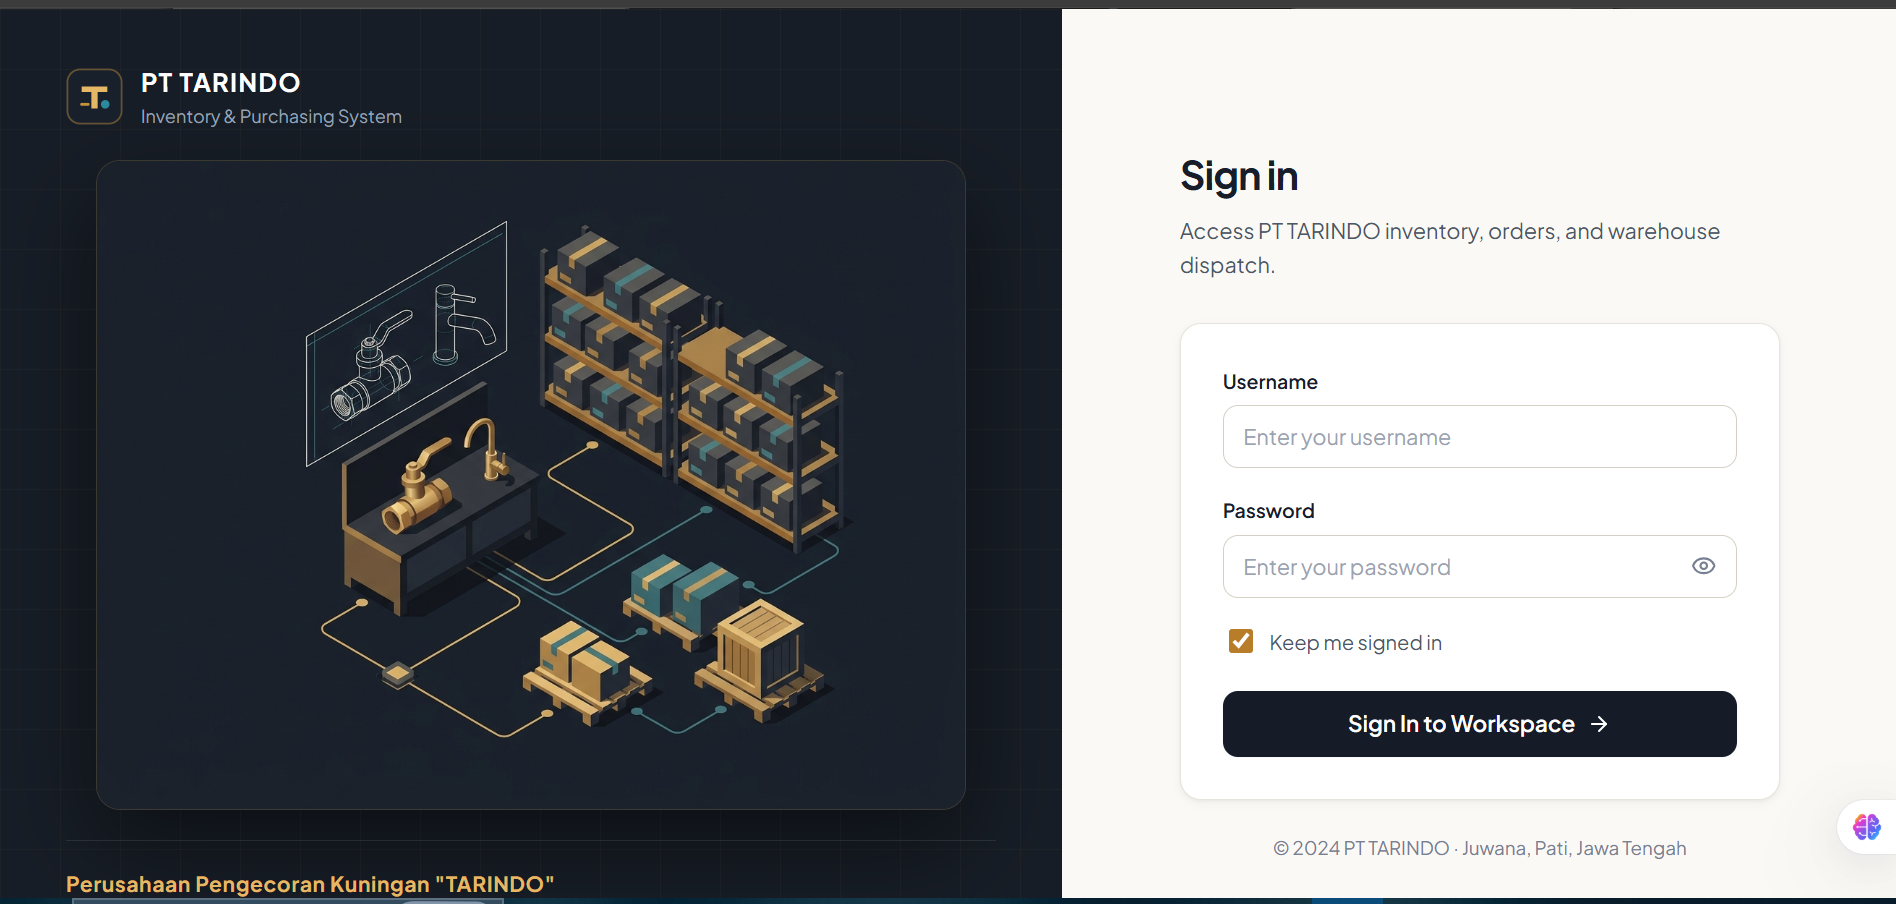 PT TARINDO
Inventory & Purchasing System
Perusahaan Pengecoran Kuningan "TARINDO"
Sign in
Access PT TARINDO inventory, orders, and warehouse
dispatch.
Username
Enter your username
Password
Enter your password
Keep me signed in
Sign In to Workspace →
© 2024 PT TARINDO · Juwana, Pati, Jawa Tengah